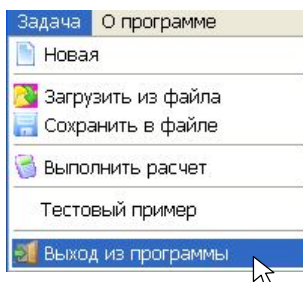 Задача О программе
Новая
Загрузить из файла
Сохранить в файле
Выполнить расчет
Тестовый пример
Выход из программы